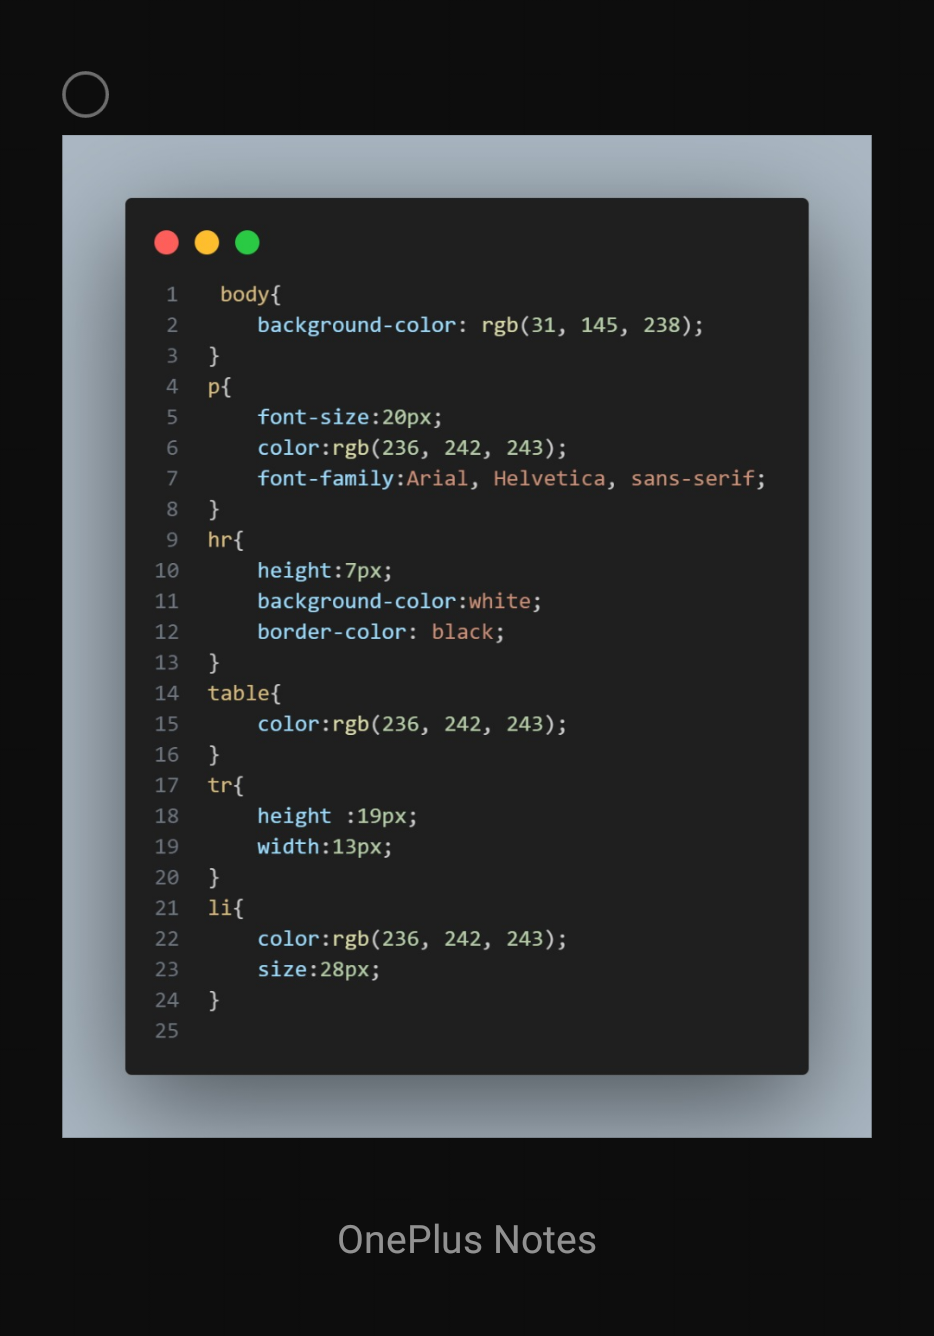 1 body{
2 background-color: rgb(31, 145, 238);
3 }
4 p{
5 font-size:20px;
6 color:rgb(236, 242, 243);
7 font-family:Arial, Helvetica, sans-serif;
8 }
9 hr{
10 height:7px;
11 background-color:white;
12 border-color: black;
13 }
14 table{
15 color:rgb(236, 242, 243);
16 }
17 tr{
18 height :19px;
19 width:13px;
20 }
21 li{
22 color:rgb(236, 242, 243);
23 size:28px;
24 }
25
OnePlus Notes